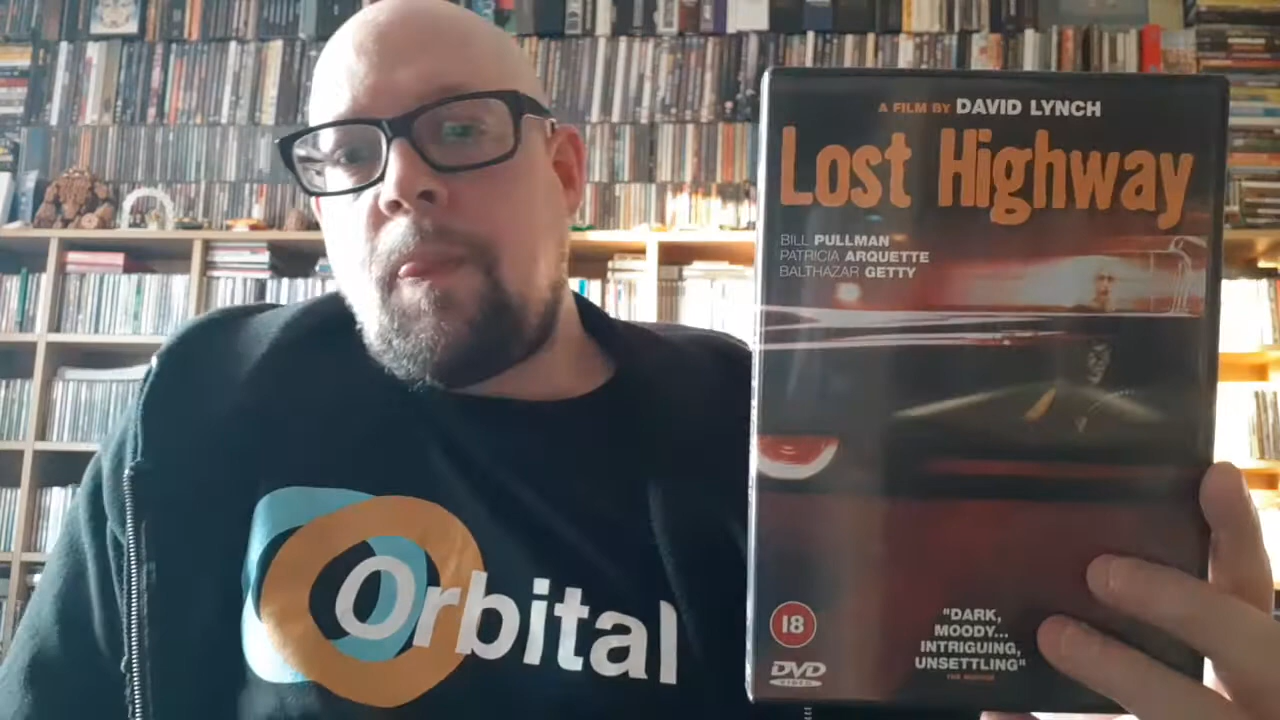 A FILM BY DAVID LYNCH
Lost Highway
BILL PULLMAN
PATRICIA ARQUETTE
BALTHAZAR GETTY
Orbital
18
DVD
VIDEO
"DARK,
MOODY...
INTRIGUING,
UNSETTLING"